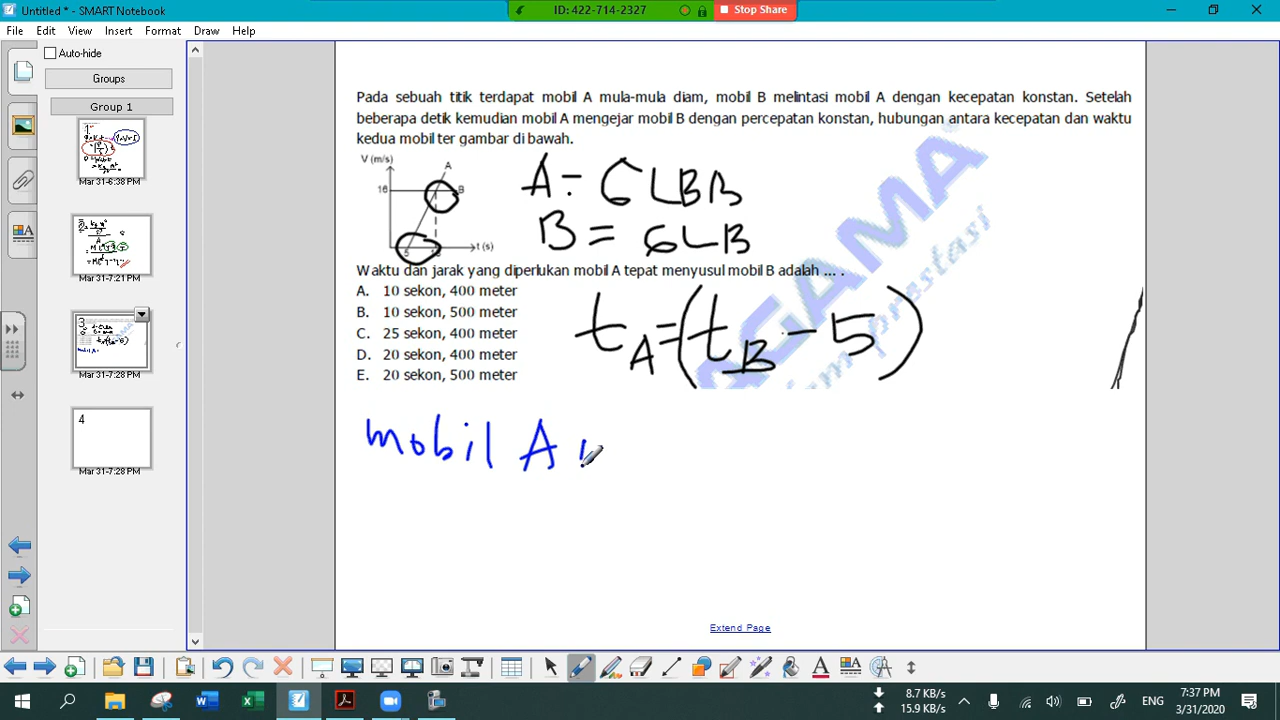 Untitled * - SMART Notebook
ID: 422-714-2327
Stop Share
File Edit View Insert Format Draw Help
Auto-hide
Groups
Group 1
Mar 31-6:38 PM
Mar 31-7:21 PM
3
Mar 31-7:28 PM
4
Pada sebuah titik terdapat mobil A mula-mula diam, mobil B melintasi mobil A dengan kecepatan konstan. Setelah
beberapa detik kemudian mobil A mengejar mobil B dengan percepatan konstan, hubungan antara kecepatan dan waktu
kedua mobil ter gambar di bawah.
V (m/s)
A
16
B
5
t (s)
A = GLBB
B = GLB
Waktu dan jarak yang diperlukan mobil A tepat menyusul mobil B adalah ... .
A. 10 sekon, 400 meter
B. 10 sekon, 500 meter
C. 25 sekon, 400 meter
D. 20 sekon, 400 meter
E. 20 sekon, 500 meter
tA = (tB - 5)
AGAMA
prestasi
mobil A
Extend Page
8.7 KB/s
15.9 KB/s
ENG
7:37 PM
3/31/2020